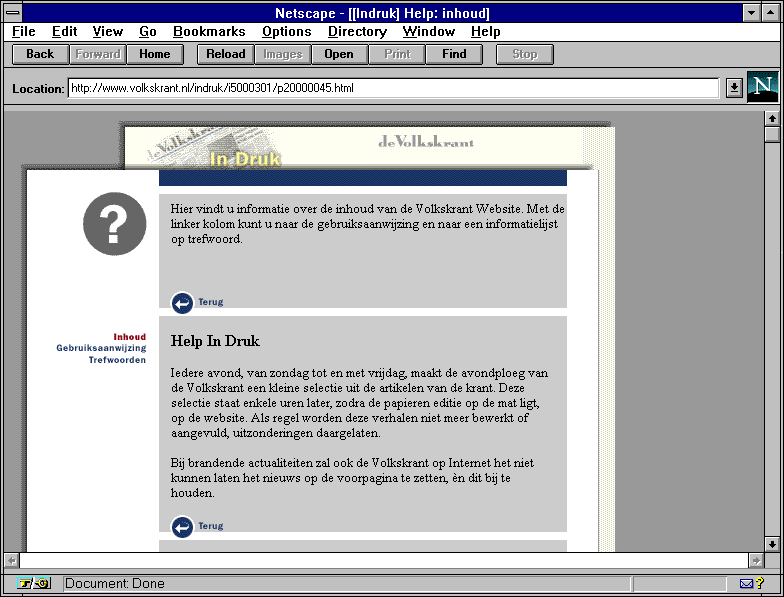 Netscape - [[Indruk] Help: inhoud]
File Edit View Go Bookmarks Options Directory Window Help
Back Forward Home Reload Images Open Print Find Stop
Location: http://www.volkskrant.nl/indruk/i5000301/p20000045.html
N
de Volkskrant
In Druk
deVolkskrant
?
Hier vindt u informatie over de inhoud van de Volkskrant Website. Met de
linker kolom kunt u naar de gebruiksaanwijzing en naar een informatielijst
op trefwoord.
Terug
Inhoud
Gebruiksaanwijzing
Trefwoorden
Help In Druk
Iedere avond, van zondag tot en met vrijdag, maakt de avondploeg van
de Volkskrant een kleine selectie uit de artikelen van de krant. Deze
selectie staat enkele uren later, zodra de papieren editie op de mat ligt,
op de website. Als regel worden deze verhalen niet meer bewerkt of
aangevuld, uitzonderingen daargelaten.
Bij brandende actualiteiten zal ook de Volkskrant op Internet het niet
kunnen laten het nieuws op de voorpagina te zetten, èn dit bij te
houden.
Terug
Document: Done
?